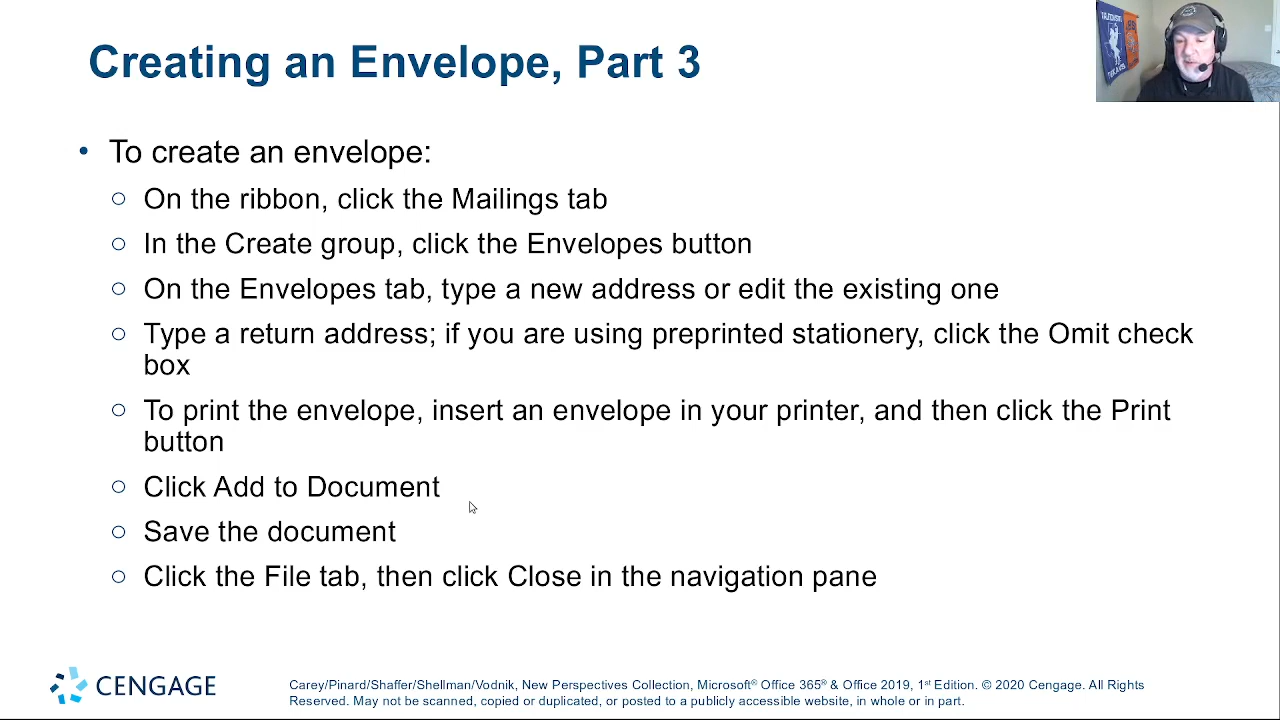 Creating an Envelope, Part 3
• To create an envelope:
○ On the ribbon, click the Mailings tab
○ In the Create group, click the Envelopes button
○ On the Envelopes tab, type a new address or edit the existing one
○ Type a return address; if you are using preprinted stationery, click the Omit check
box
○ To print the envelope, insert an envelope in your printer, and then click the Print
button
○ Click Add to Document
○ Save the document
○ Click the File tab, then click Close in the navigation pane
CENGAGE
Carey/Pinard/Shaffer/Shellman/Vodnik, New Perspectives Collection, Microsoft® Office 365® & Office 2019, 1st Edition. © 2020 Cengage. All Rights
Reserved. May not be scanned, copied or duplicated, or posted to a publicly accessible website, in whole or in part.